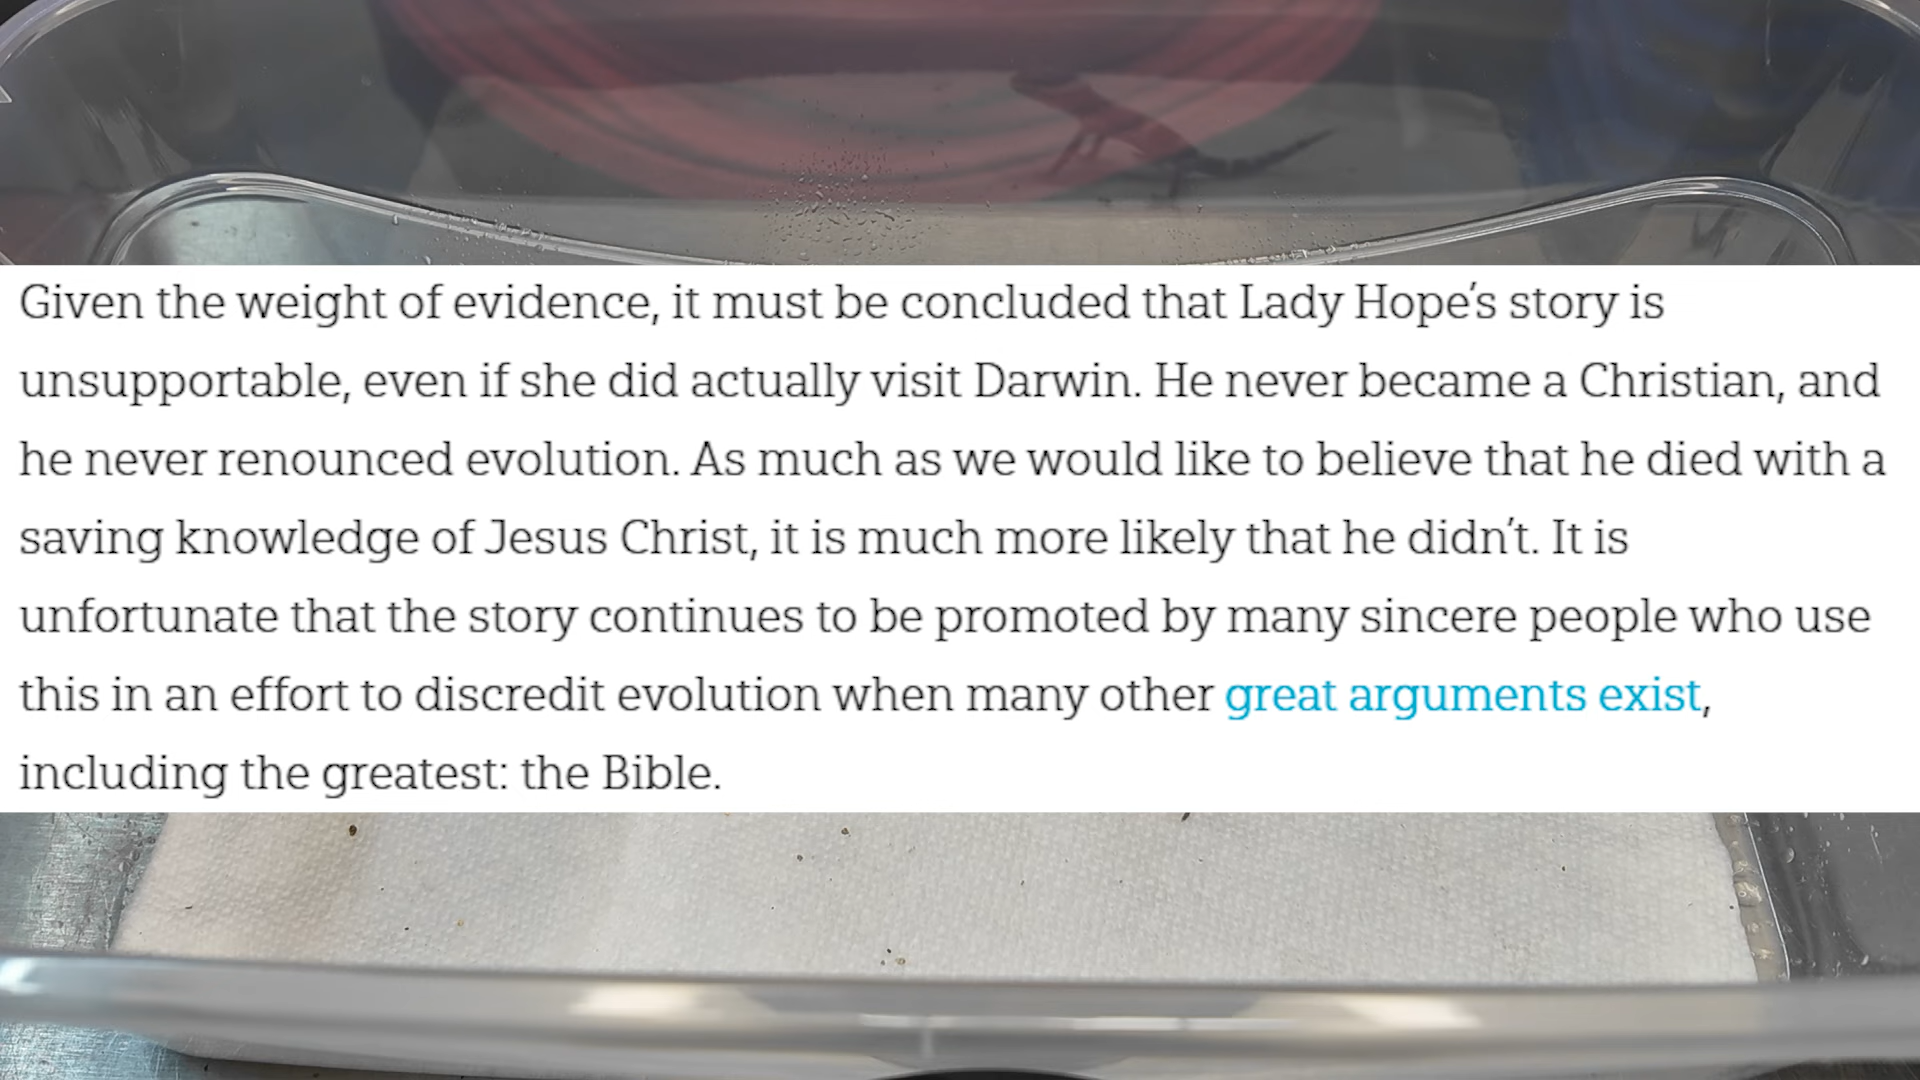 Given the weight of evidence, it must be concluded that Lady Hope's story is
unsupportable, even if she did actually visit Darwin. He never became a Christian, and
he never renounced evolution. As much as we would like to believe that he died with a
saving knowledge of Jesus Christ, it is much more likely that he didn't. It is
unfortunate that the story continues to be promoted by many sincere people who use
this in an effort to discredit evolution when many other great arguments exist,
including the greatest: the Bible.